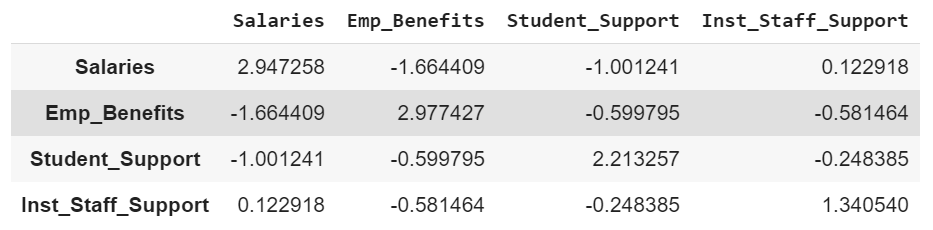 Salaries Emp_Benefits Student_Support Inst_Staff_Support
Salaries 2.947258 -1.664409 -1.001241 0.122918
Emp_Benefits -1.664409 2.977427 -0.599795 -0.581464
Student_Support -1.001241 -0.599795 2.213257 -0.248385
Inst_Staff_Support 0.122918 -0.581464 -0.248385 1.340540